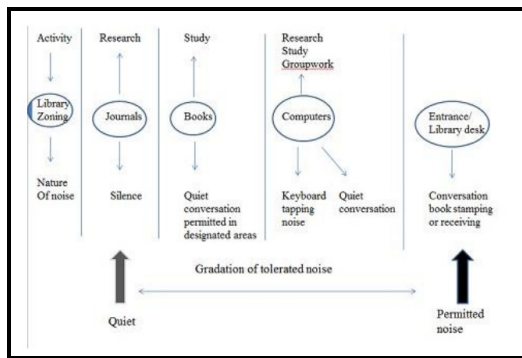 Activity
Research
Study
Research
Study
Groupwork
Library
Zoning
Journals
Books
Computers
Entrance/
Library desk
Nature
Of noise
Silence
Quiet
conversation
permitted in
designated areas
Keyboard
tapping
noise
Quiet
conversation
Conversation
book stamping
or receiving
Gradation of tolerated noise
Quiet
Permitted
noise